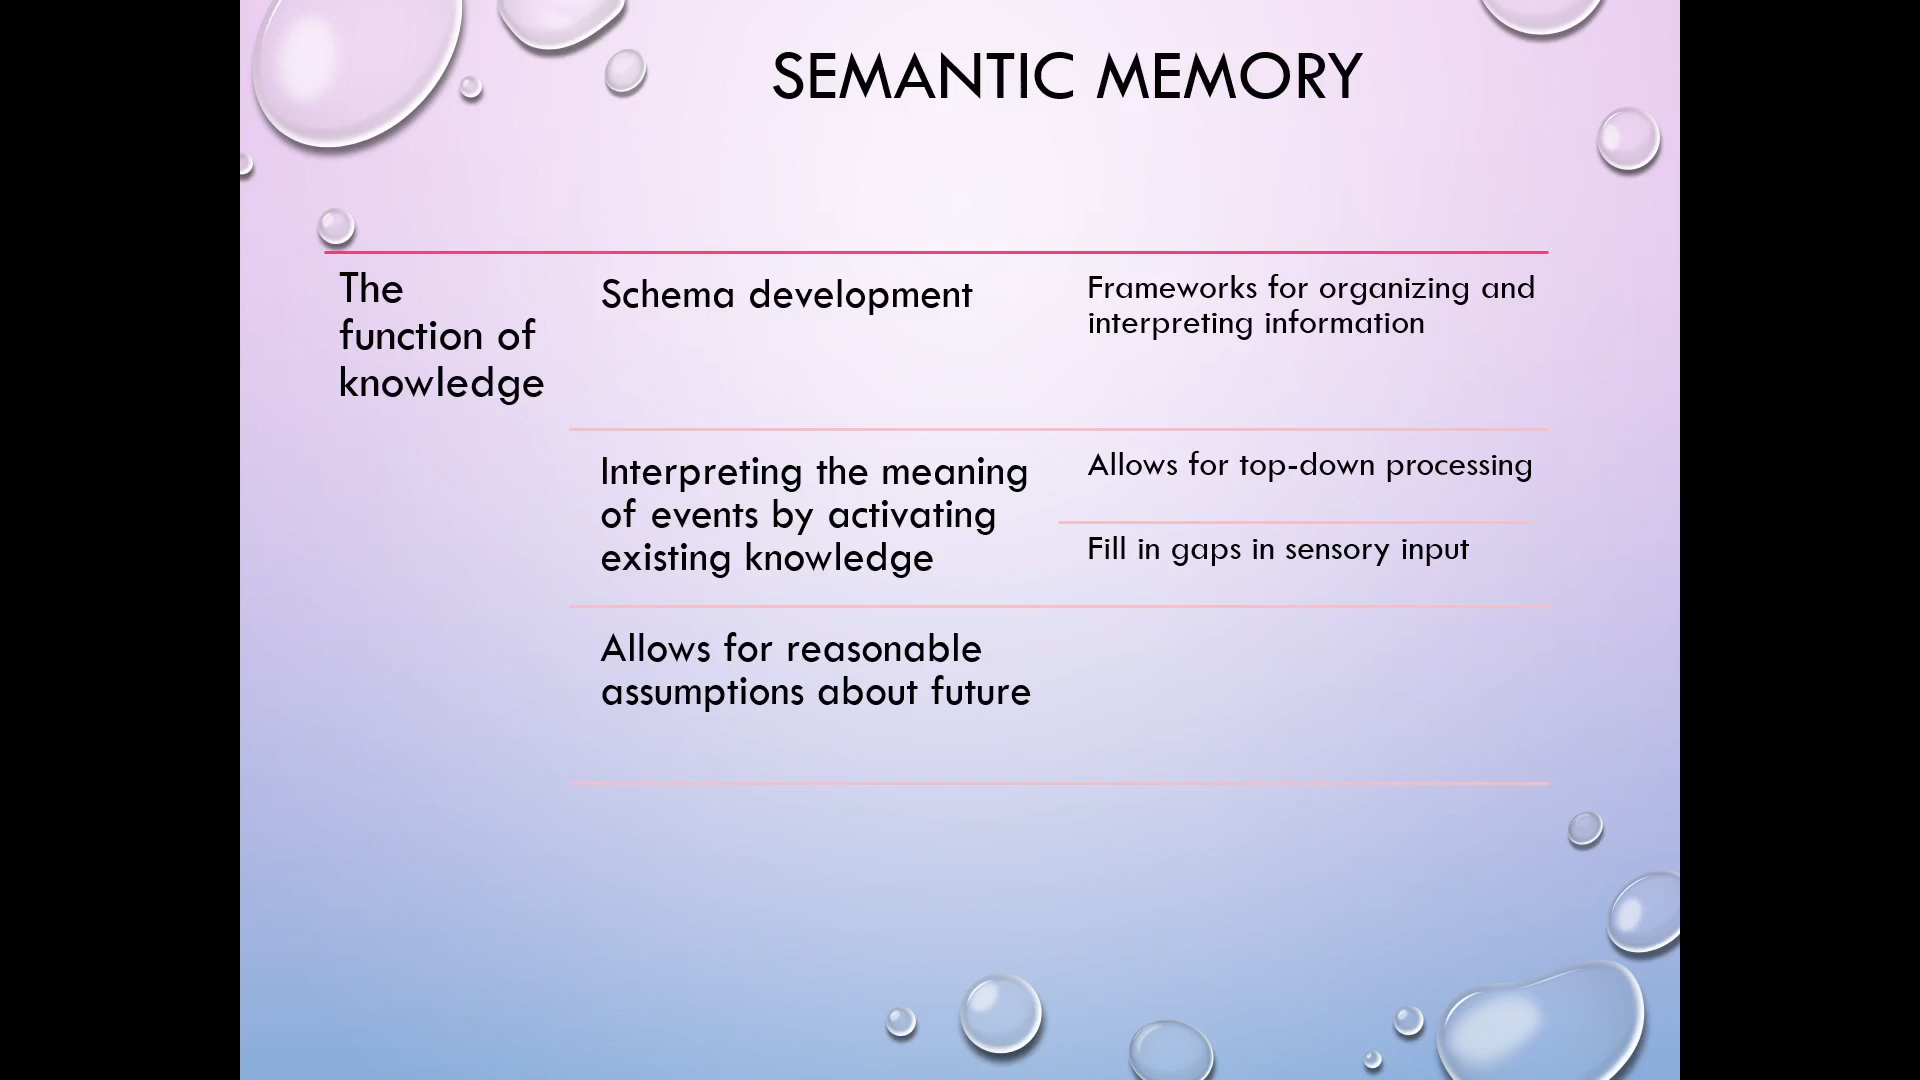 SEMANTIC MEMORY
The
function of
knowledge
Schema development
Frameworks for organizing and
interpreting information
Interpreting the meaning
of events by activating
existing knowledge
Allows for top-down processing
Fill in gaps in sensory input
Allows for reasonable
assumptions about future